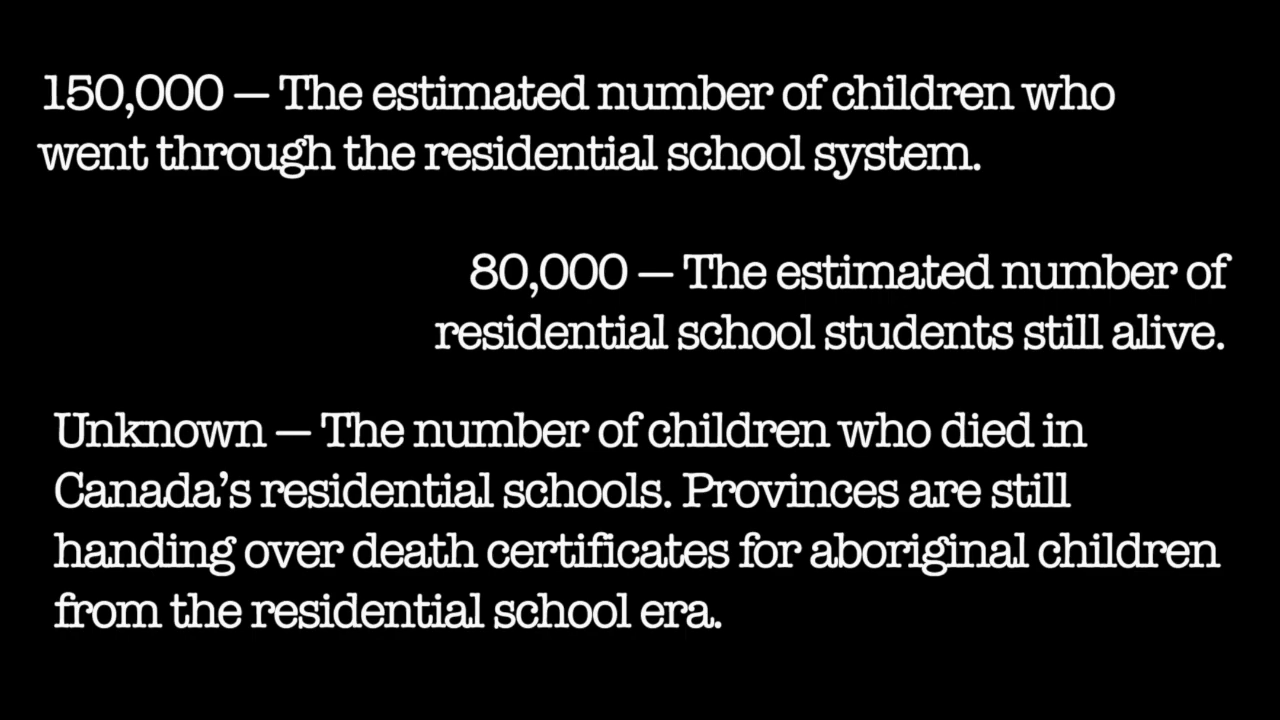 150,000 — The estimated number of children who
went through the residential school system.
80,000 — The estimated number of
residential school students still alive.
Unknown — The number of children who died in
Canada’s residential schools. Provinces are still
handing over death certificates for aboriginal children
from the residential school era.